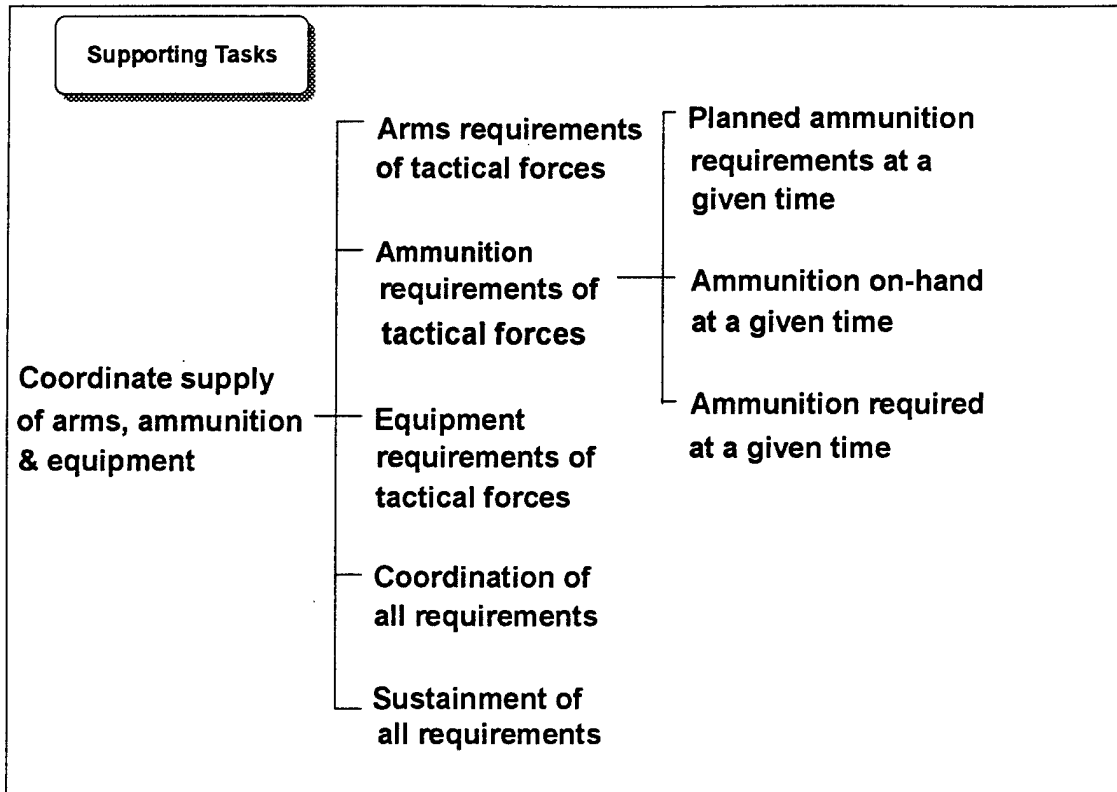 Supporting Tasks
Coordinate supply
of arms, ammunition
& equipment
Arms requirements
of tactical forces
Ammunition
requirements of
tactical forces
Equipment
requirements of
tactical forces
Coordination of
all requirements
Sustainment of
all requirements
Planned ammunition
requirements at a
given time
Ammunition on-hand
at a given time
Ammunition required
at a given time